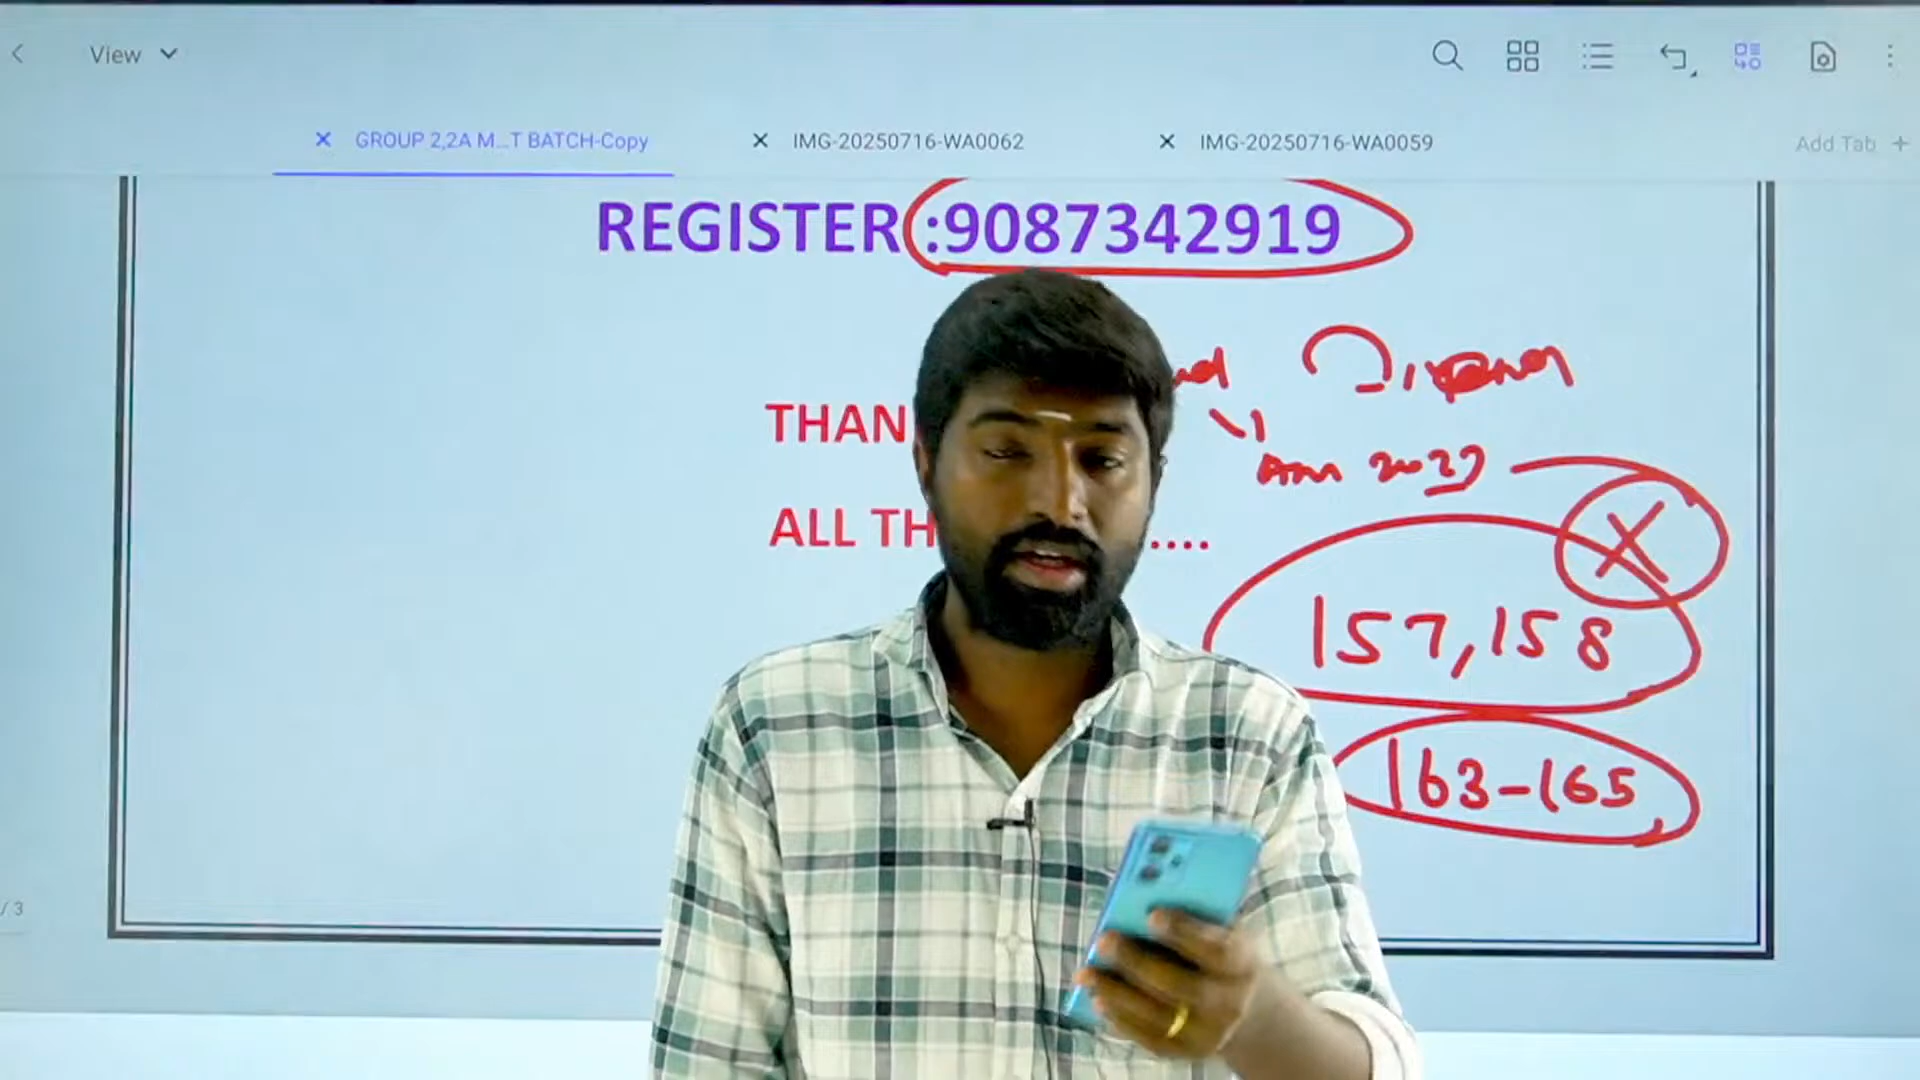 View
GROUP 2,2A M...T BATCH-Copy
IMG-20250716-WA0062
IMG-20250716-WA0059
Add Tab +
REGISTER :9087342919
THAN
ALL TH ....
157,158
163-165
/ 3